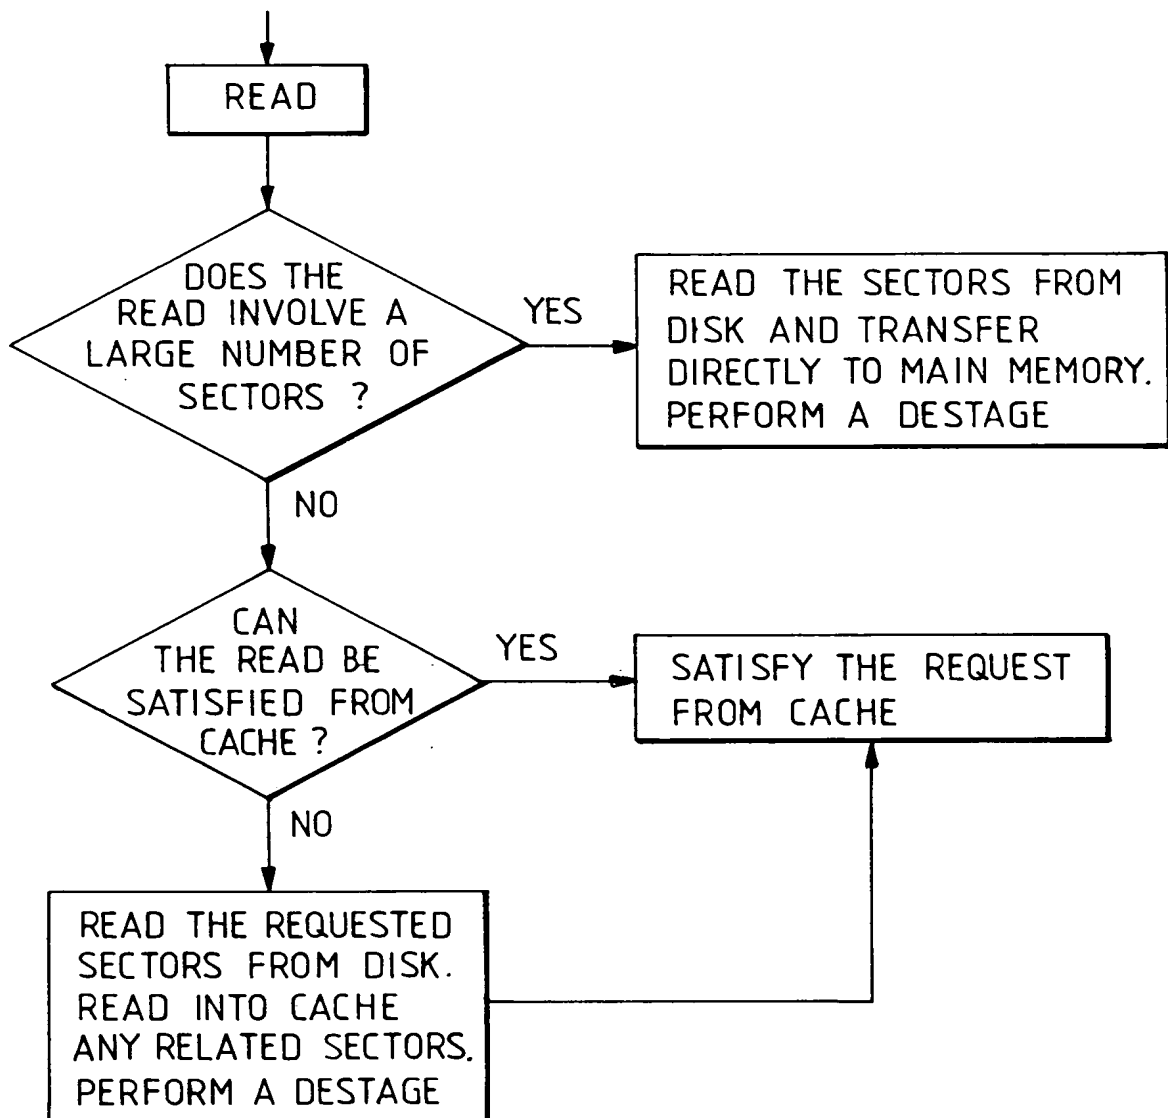 READ
DOES THE
READ INVOLVE A
LARGE NUMBER OF
SECTORS ?
YES
READ THE SECTORS FROM
DISK AND TRANSFER
DIRECTLY TO MAIN MEMORY.
PERFORM A DESTAGE
NO
CAN
THE READ BE
SATISFIED FROM
CACHE ?
YES
SATISFY THE REQUEST
FROM CACHE
NO
READ THE REQUESTED
SECTORS FROM DISK.
READ INTO CACHE
ANY RELATED SECTORS.
PERFORM A DESTAGE